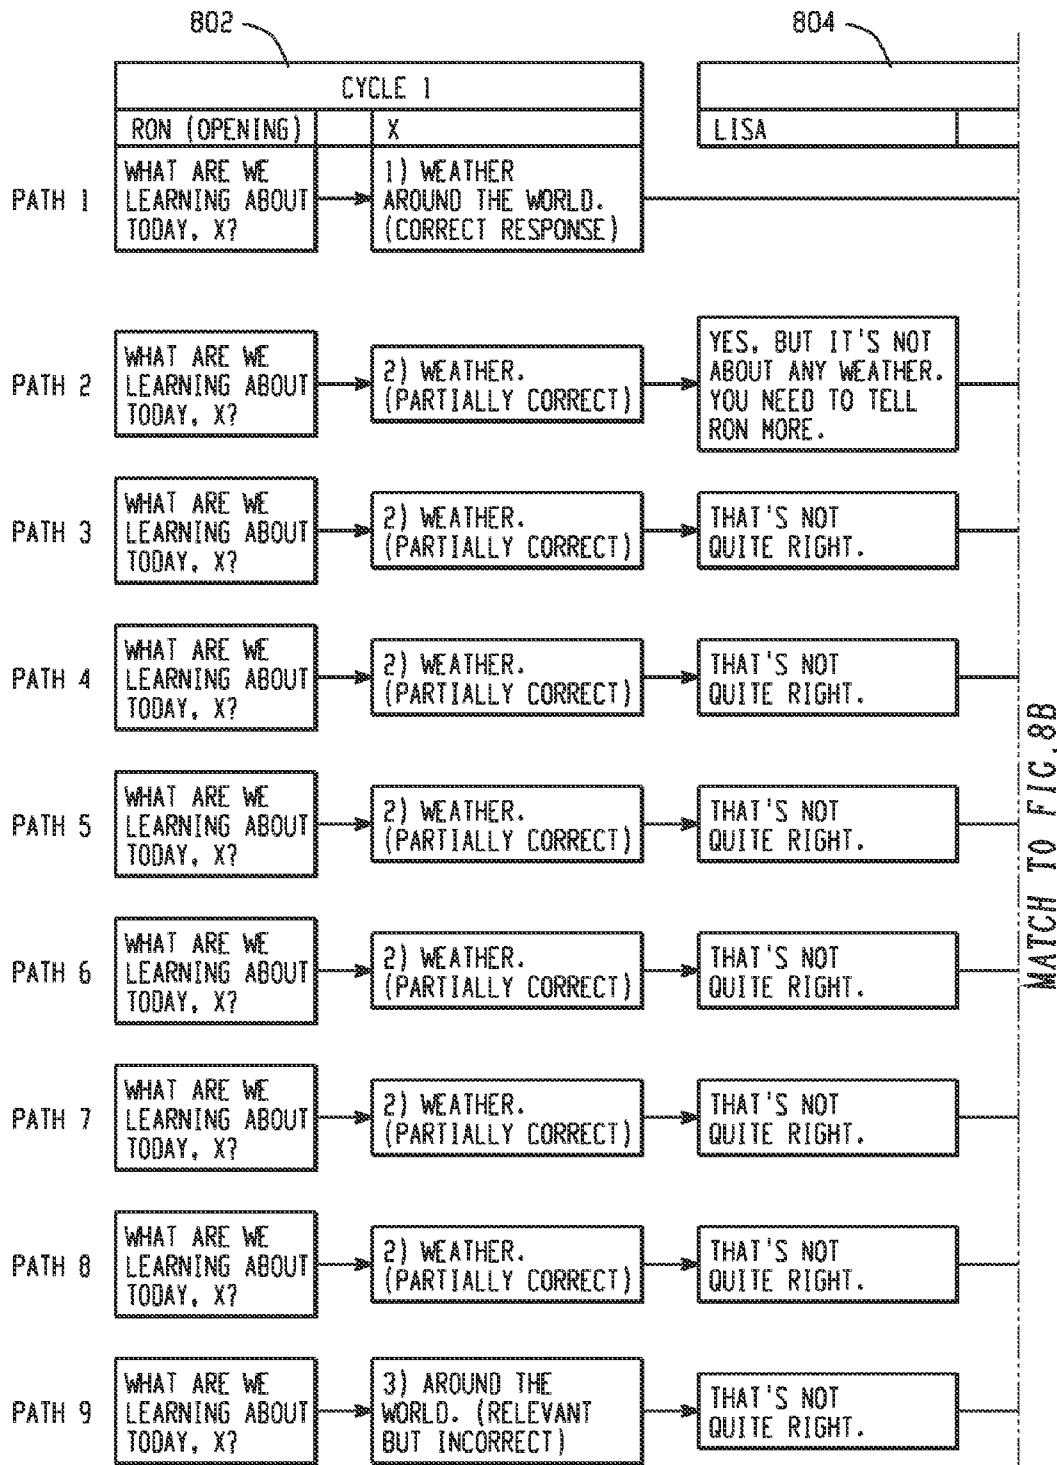 802
804
CYCLE 1
RON (OPENING)
X
LISA
PATH 1
WHAT ARE WE
LEARNING ABOUT
TODAY, X?
1) WEATHER
AROUND THE WORLD.
(CORRECT RESPONSE)
PATH 2
WHAT ARE WE
LEARNING ABOUT
TODAY, X?
2) WEATHER.
(PARTIALLY CORRECT)
YES, BUT IT'S NOT
ABOUT ANY WEATHER.
YOU NEED TO TELL
RON MORE.
PATH 3
WHAT ARE WE
LEARNING ABOUT
TODAY, X?
2) WEATHER.
(PARTIALLY CORRECT)
THAT'S NOT
QUITE RIGHT.
PATH 4
WHAT ARE WE
LEARNING ABOUT
TODAY, X?
2) WEATHER.
(PARTIALLY CORRECT)
THAT'S NOT
QUITE RIGHT.
PATH 5
WHAT ARE WE
LEARNING ABOUT
TODAY, X?
2) WEATHER.
(PARTIALLY CORRECT)
THAT'S NOT
QUITE RIGHT.
PATH 6
WHAT ARE WE
LEARNING ABOUT
TODAY, X?
2) WEATHER.
(PARTIALLY CORRECT)
THAT'S NOT
QUITE RIGHT.
PATH 7
WHAT ARE WE
LEARNING ABOUT
TODAY, X?
2) WEATHER.
(PARTIALLY CORRECT)
THAT'S NOT
QUITE RIGHT.
PATH 8
WHAT ARE WE
LEARNING ABOUT
TODAY, X?
2) WEATHER.
(PARTIALLY CORRECT)
THAT'S NOT
QUITE RIGHT.
PATH 9
WHAT ARE WE
LEARNING ABOUT
TODAY, X?
3) AROUND THE
WORLD. (RELEVANT
BUT INCORRECT)
THAT'S NOT
QUITE RIGHT.
MATCH TO FIG.8B